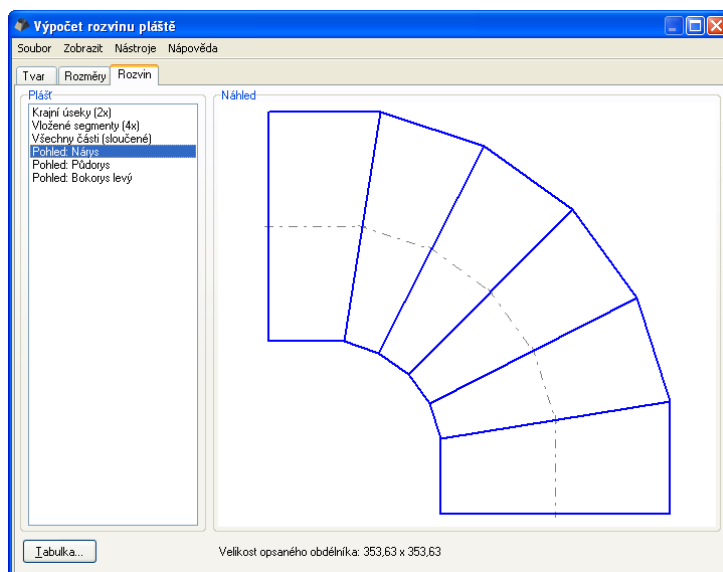 Výpočet rozvinu pláště
Soubor Zobrazit Nástroje Nápověda
Tvar Rozměry Rozvin
Plášť
Náhled
Krajní úseky (2x)
Vložené segmenty (4x)
Všechny části (sloučené)
Pohled: Nárys
Pohled: Půdorys
Pohled: Bokorys levý
Tabulka...
Velikost opsaného obdélníka: 353,63 x 353,63